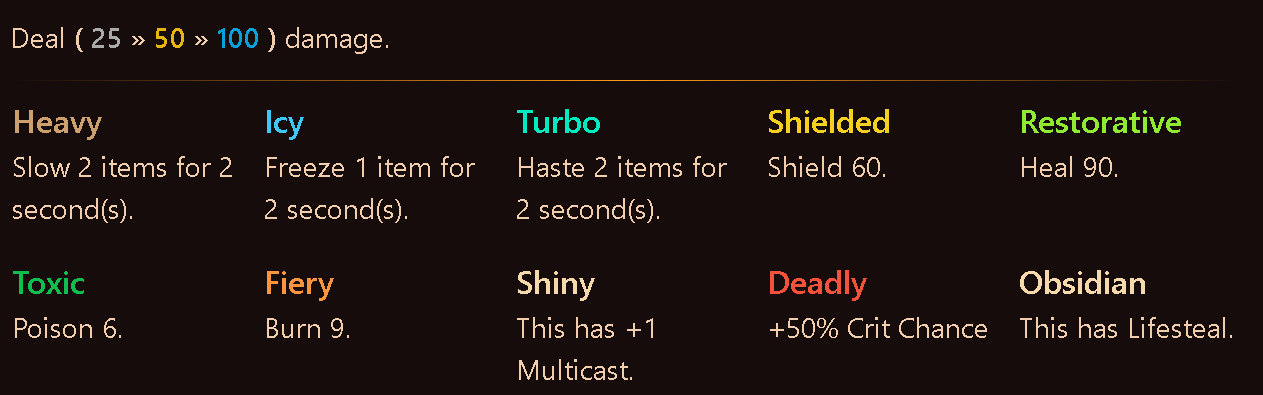 Deal ( 25 » 50 » 100 ) damage.
Heavy
Slow 2 items for 2
second(s).
Icy
Freeze 1 item for
2 second(s).
Turbo
Haste 2 items for
2 second(s).
Shielded
Shield 60.
Restorative
Heal 90.
Toxic
Poison 6.
Fiery
Burn 9.
Shiny
This has +1
Multicast.
Deadly
+50% Crit Chance
Obsidian
This has Lifesteal.